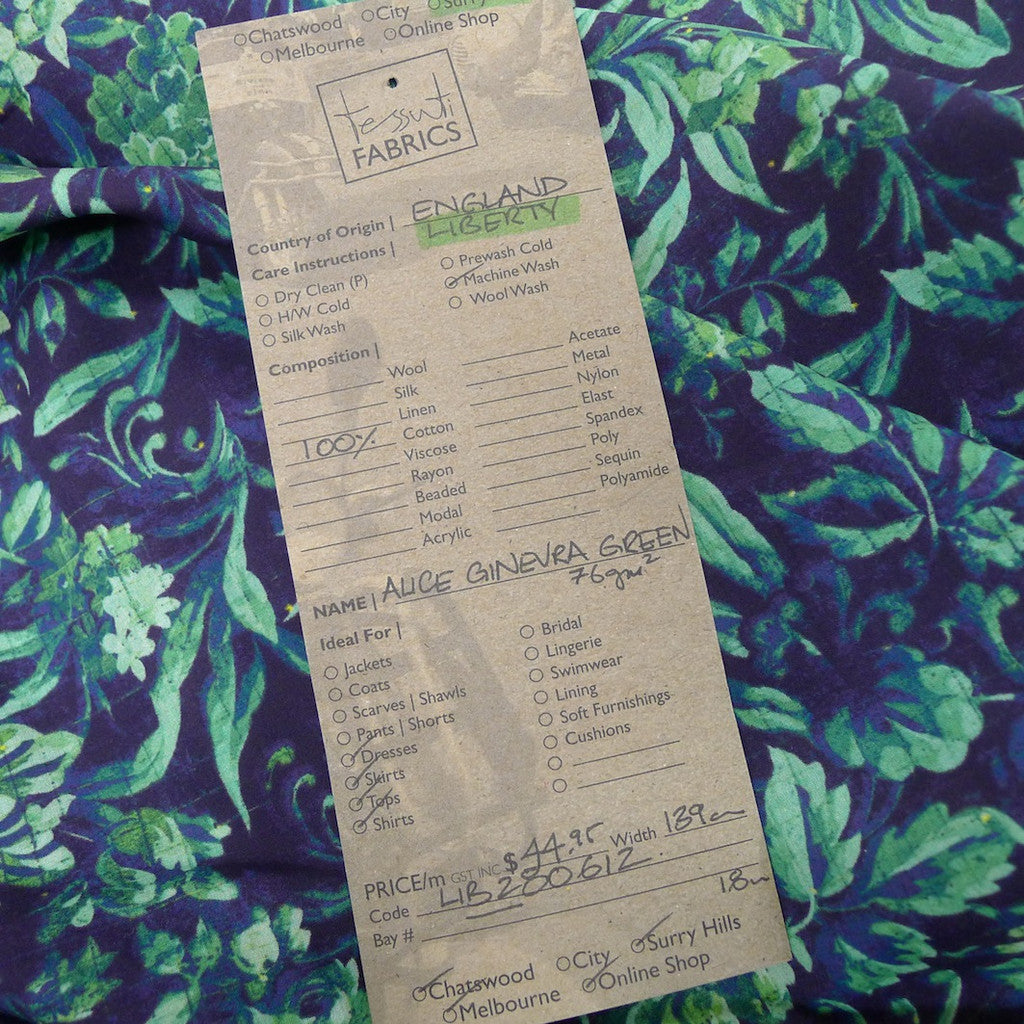 Chatswood City Surry
Melbourne Online Shop
tessuti
FABRICS
Country of Origin | ENGLAND
LIBERTY
Care Instructions |
Dry Clean (P) Prewash Cold
H/W Cold Machine Wash
Silk Wash Wool Wash
Composition |
Wool Acetate
Silk Metal
Linen Nylon
100% Cotton Elast
Viscose Spandex
Rayon Poly
Beaded Sequin
Modal Polyamide
Acrylic
NAME | ALICE GINEVRA GREEN
76gm²
Ideal For |
Jackets Bridal
Coats Lingerie
Scarves | Shawls Swimwear
Pants | Shorts Lining
Dresses Soft Furnishings
Skirts Cushions
Tops
Shirts
PRICE/m GST INC $44.95 Width 139cm
Code LIB280612
Bay # 18m
Chatswood City Surry Hills
Melbourne Online Shop